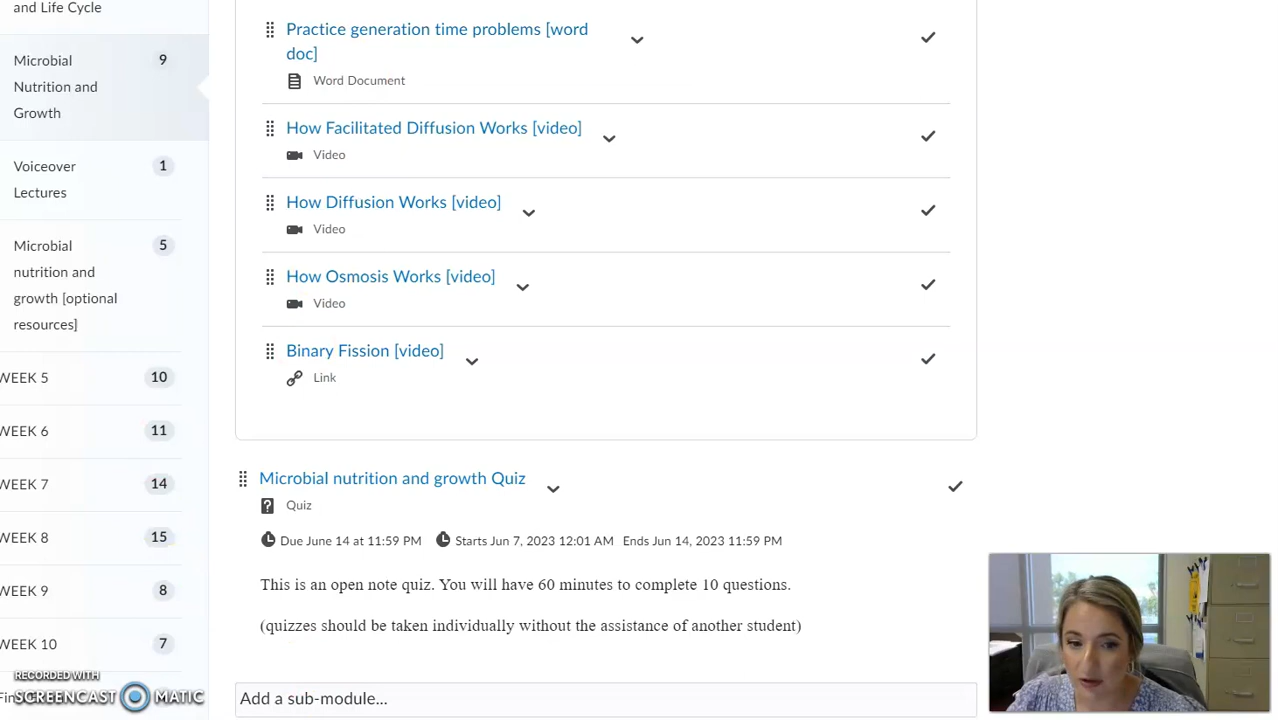 and Life Cycle
Microbial
Nutrition and
Growth
9
Voiceover
Lectures
1
Microbial
nutrition and
growth [optional
resources]
5
WEEK 5
10
WEEK 6
11
WEEK 7
14
WEEK 8
15
WEEK 9
8
WEEK 10
7
Practice generation time problems [word
doc]
Word Document
How Facilitated Diffusion Works [video]
Video
How Diffusion Works [video]
Video
How Osmosis Works [video]
Video
Binary Fission [video]
Link
Microbial nutrition and growth Quiz
Quiz
Due June 14 at 11:59 PM Starts Jun 7, 2023 12:01 AM Ends Jun 14, 2023 11:59 PM
This is an open note quiz. You will have 60 minutes to complete 10 questions.
(quizzes should be taken individually without the assistance of another student)
Add a sub-module...
RECORDED WITH
SCREENCAST MATIC